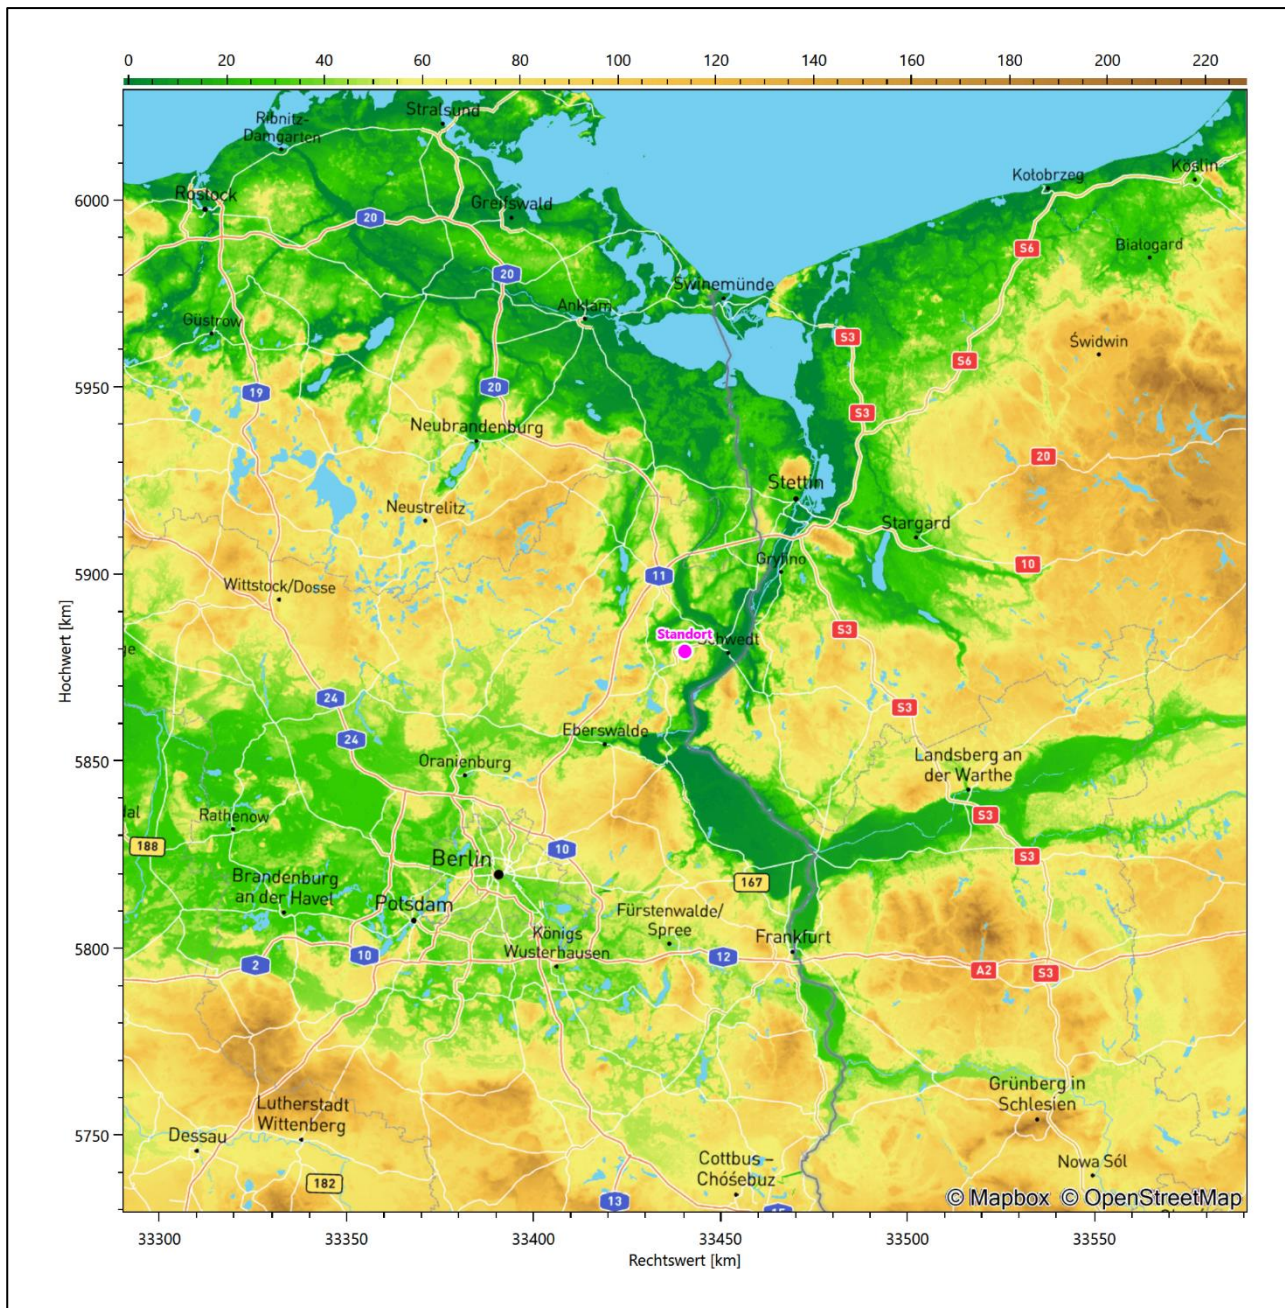 0 20 40 60 80 100 120 140 160 180 200 220
Stralsund
Ribnitz-
Damgarten
Rostock
Greifswald
Kołobrzeg
Köslin
6000
20
S6
Białogard
20
Swinemünde
Anklam
Güstrow
S3
Świdwin
S6
5950
19
20
S3
Neubrandenburg
20
Stettin
Neustrelitz
Stargard
Gryfino
10
5900
11
Wittstock/Dosse
Standort
Schwedt
S3
24
S3
Hochwert [km]
24
Eberswalde
Oranienburg
Landsberg an
der Warthe
5850
Rathenow
S3
188
10
S3
Berlin
167
Brandenburg
an der Havel
Potsdam
Fürstenwalde/
Spree
Königs
Wusterhausen
Frankfurt
5800
2
10
12
A2
S3
Grünberg in
Schlesien
Lutherstadt
Wittenberg
5750
Dessau
Cottbus –
Chóśebuz
Nowa Sól
182
13
15
© Mapbox © OpenStreetMap
33300 33350 33400 33450 33500 33550
Rechtswert [km]